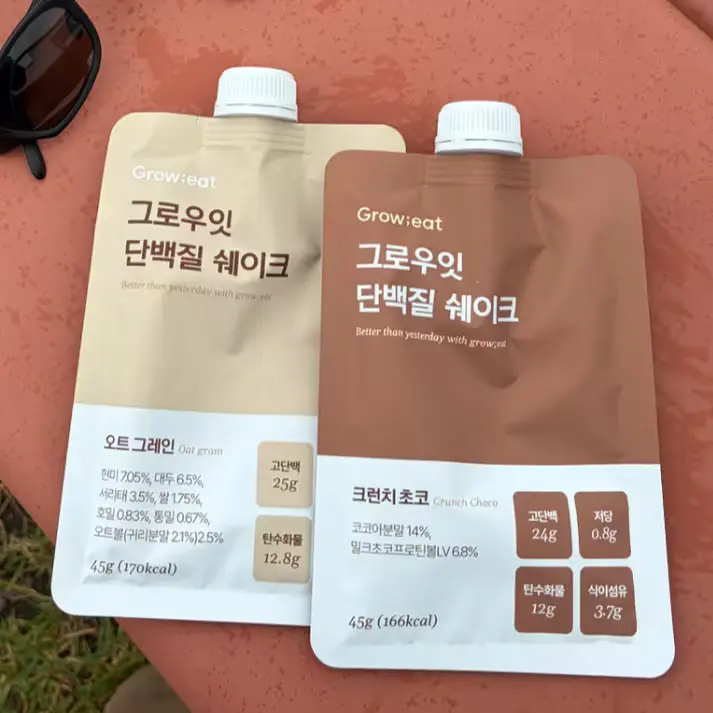 Grow;eat
그로우잇
단백질 쉐이크
Better than yesterday with grow;eat
오트 그레인 Oat grain
현미 7.05%, 대두 6.5%,
서리태 3.5%, 쌀 1.75%,
호밀 0.83%, 통밀 0.67%,
오트볼(귀리분말 2.1%)2.5%
45g (170kcal)
고단백
25g
탄수화물
12.8g
Grow;eat
그로우잇
단백질 쉐이크
Better than yesterday with grow;eat
크런치 초코 Crunch Choco
코코아분말 14%,
밀크초코프로틴볼LV 6.8%
45g (166kcal)
고단백
24g
저당
0.8g
탄수화물
12g
식이섬유
3.7g